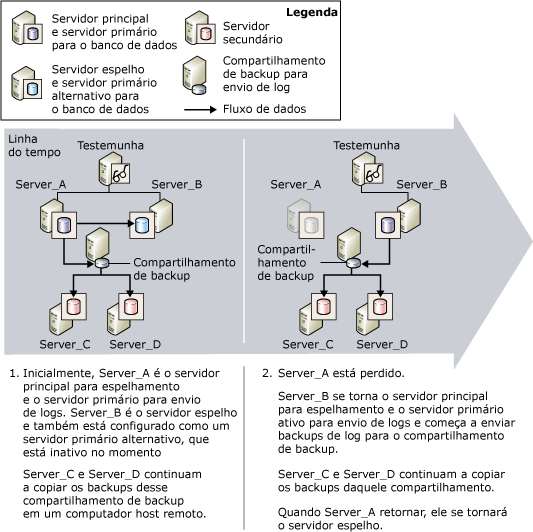 Legenda
Servidor principal
e servidor primário
para o banco de dados
Servidor
secundário
Servidor espelho
e servidor primário
alternativo para
o banco de dados
Compartilhamento
de backup para
envio de log
Fluxo de dados
Linha
do tempo
Testemunha
Server_A
Server_B
Compartilhamento
de backup
Server_C
Server_D
Testemunha
Server_A
Server_B
Compartil-
hamento
de backup
Server_C
Server_D
1. Inicialmente, Server_A é o servidor
principal para espelhamento
e o servidor primário para envio
de logs. Server_B é o servidor espelho
e também está configurado como um
servidor primário alternativo, que
está inativo no momento
Server_C e Server_D continuam
a copiar os backups desse
compartilhamento de backup
em um computador host remoto.
2. Server_A está perdido.
Server_B se torna o servidor principal
para espelhamento e o servidor primário
ativo para envio de logs e começa a enviar
backups de log para o compartilhamento
de backup.
Server_C e Server_D continuam a copiar
os backups daquele compartilhamento.
Quando Server_A retornar, ele se tornará
o servidor espelho.